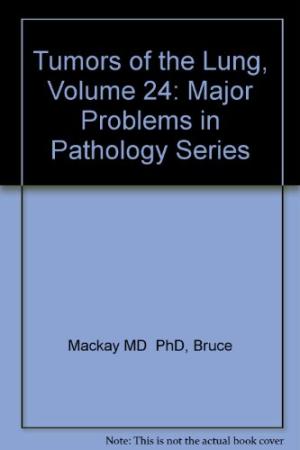 Tumors of the Lung,
Volume 24: Major
Problems in
Pathology Series
Mackay MD  PhD, Bruce
Note: This is not the actual book cover